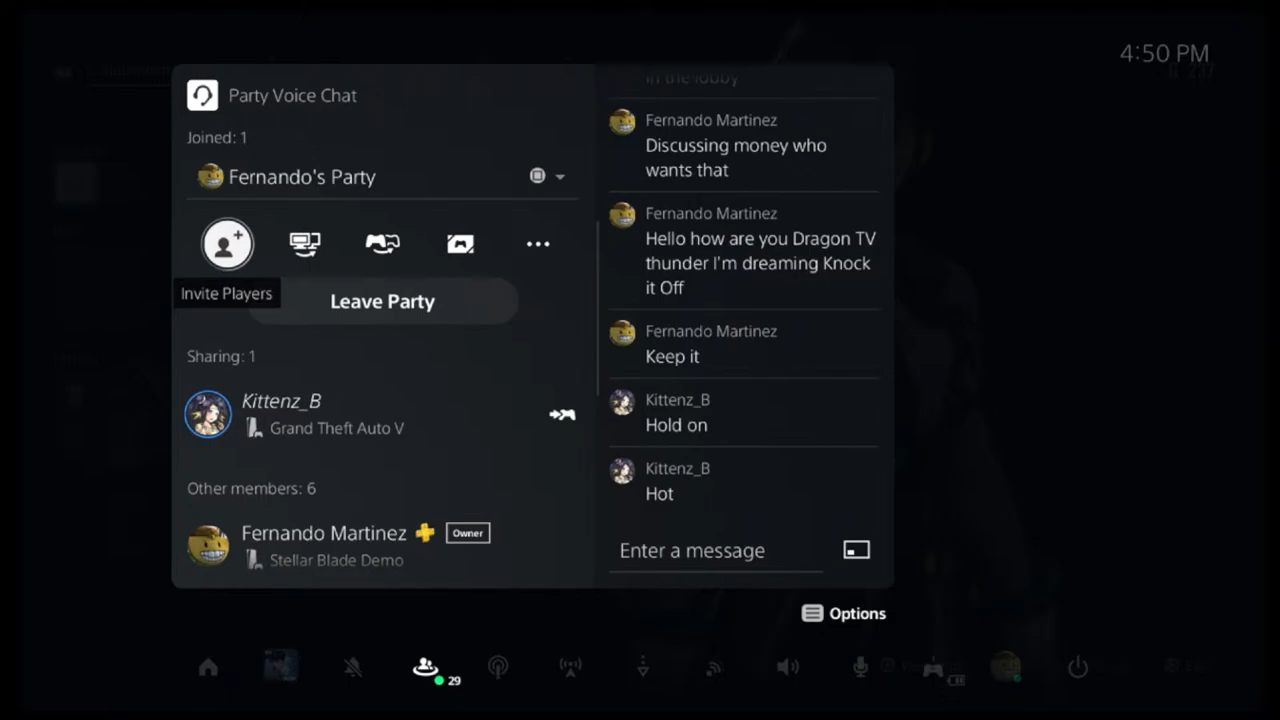 4:50 PM
Party Voice Chat
Joined: 1
Fernando's Party
Invite Players
Leave Party
Sharing: 1
Kittenz_B
Grand Theft Auto V
Other members: 6
Fernando Martinez
Owner
Stellar Blade Demo
in the lobby
Fernando Martinez
Discussing money who
wants that
Fernando Martinez
Hello how are you Dragon TV
thunder I'm dreaming Knock
it Off
Fernando Martinez
Keep it
Kittenz_B
Hold on
Kittenz_B
Hot
Enter a message
Options
29